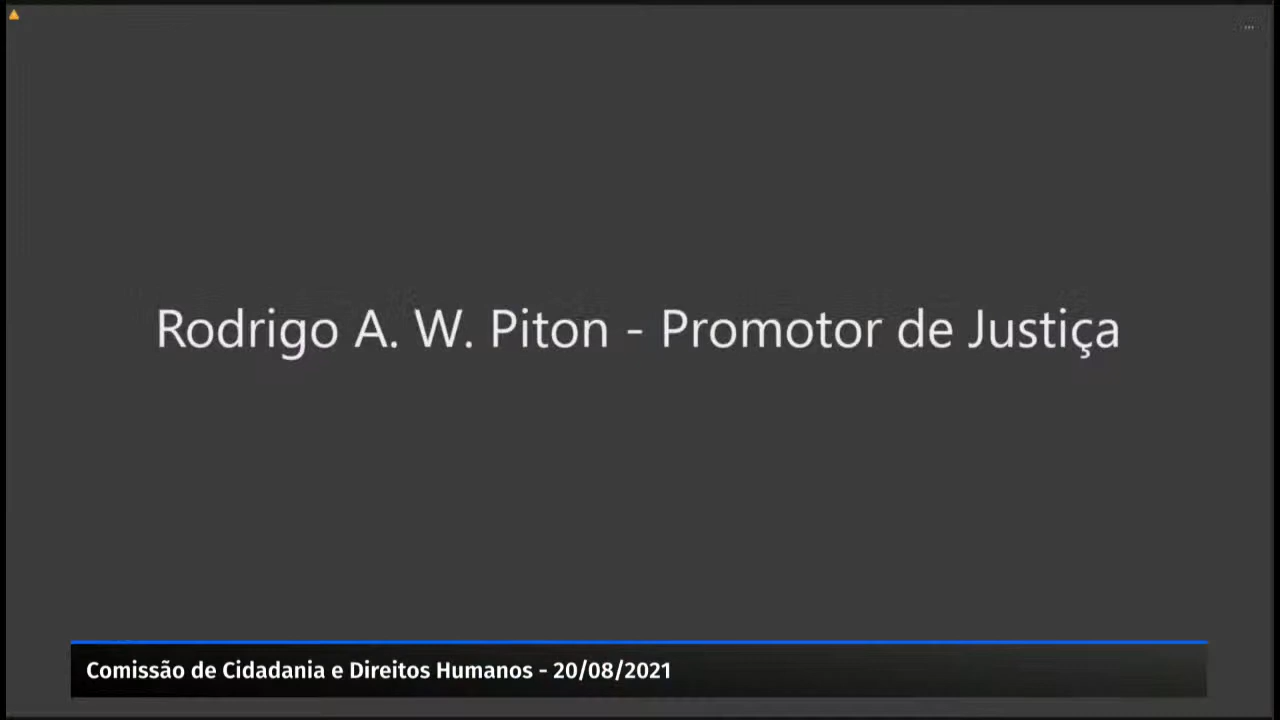 Rodrigo A. W. Piton - Promotor de Justiça
Comissão de Cidadania e Direitos Humanos - 20/08/2021